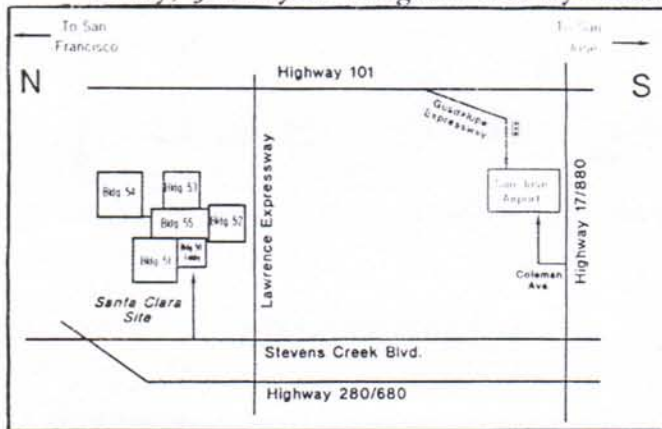 To San
Francisco
To San
Jose
N
S
Highway 101
Guadalupe
Expressway
Lawrence Expressway
Highway 17/880
Bldg 54
Bldg 53
Bldg 55
Bldg 52
Bldg 51
Lobby
San Jose
Airport
Coleman
Ave
Santa Clara
Site
Stevens Creek Blvd.
Highway 280/680